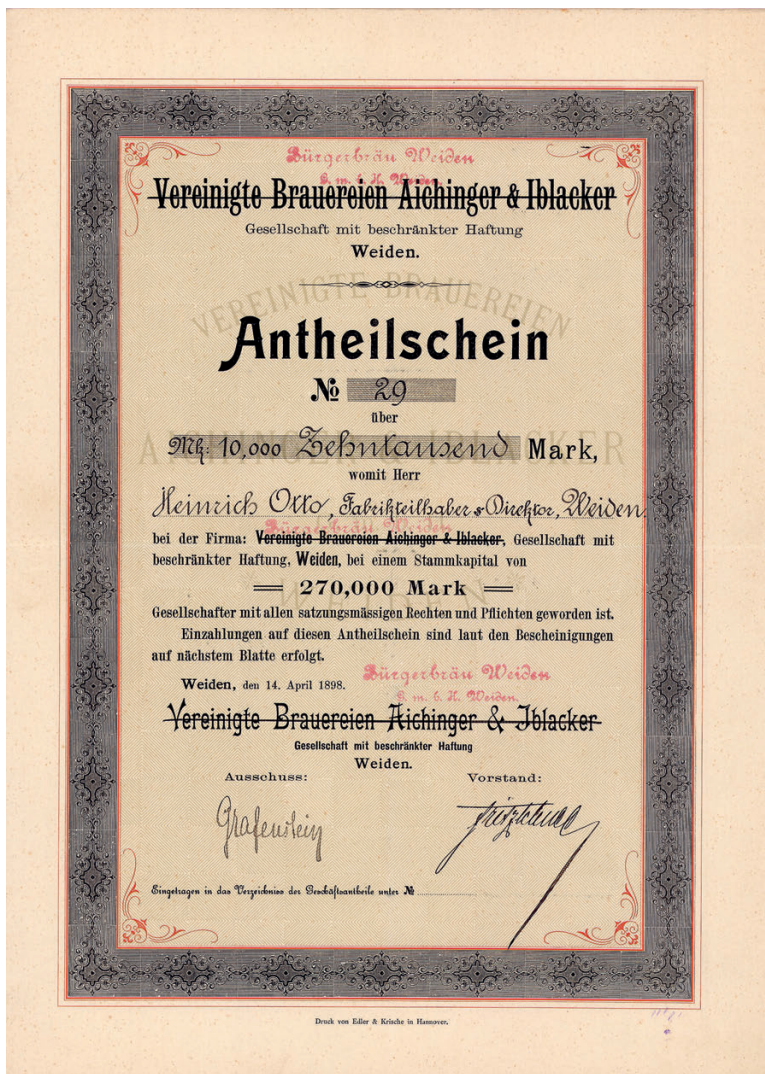 Bürgerbräu Weiden
G. m. b. H. Weiden.
Vereinigte Brauereien Aichinger & Iblacker
Gesellschaft mit beschränkter Haftung
Weiden.
VEREINIGTE BRAUEREIEN
Antheilschein
№ 29
über
AICHINGER & IBLACKER
Mk: 10,000 Zehntausend Mark,
womit Herr
Heinrich Otto, Fabrikteilhaber & Direktor, Weiden
Bürgerbräu Weiden
bei der Firma: Vereinigte Brauereien Aichinger & Iblacker, Gesellschaft mit
beschränkter Haftung, Weiden, bei einem Stammkapital von
270,000 Mark
WEIDEN
Gesellschafter mit allen satzungsmässigen Rechten und Pflichten geworden ist.
Einzahlungen auf diesen Antheilschein sind laut den Bescheinigungen
auf nächstem Blatte erfolgt.
Bürgerbräu Weiden
G. m. b. H. Weiden.
Weiden, den 14. April 1898.
Vereinigte Brauereien Aichinger & Iblacker
Gesellschaft mit beschränkter Haftung
Weiden.
Ausschuss: Vorstand:
Grafenstein
Eingetragen in das Verzeichniss der Geschäftsantheile unter №
Druck von Edler & Krische in Hannover.